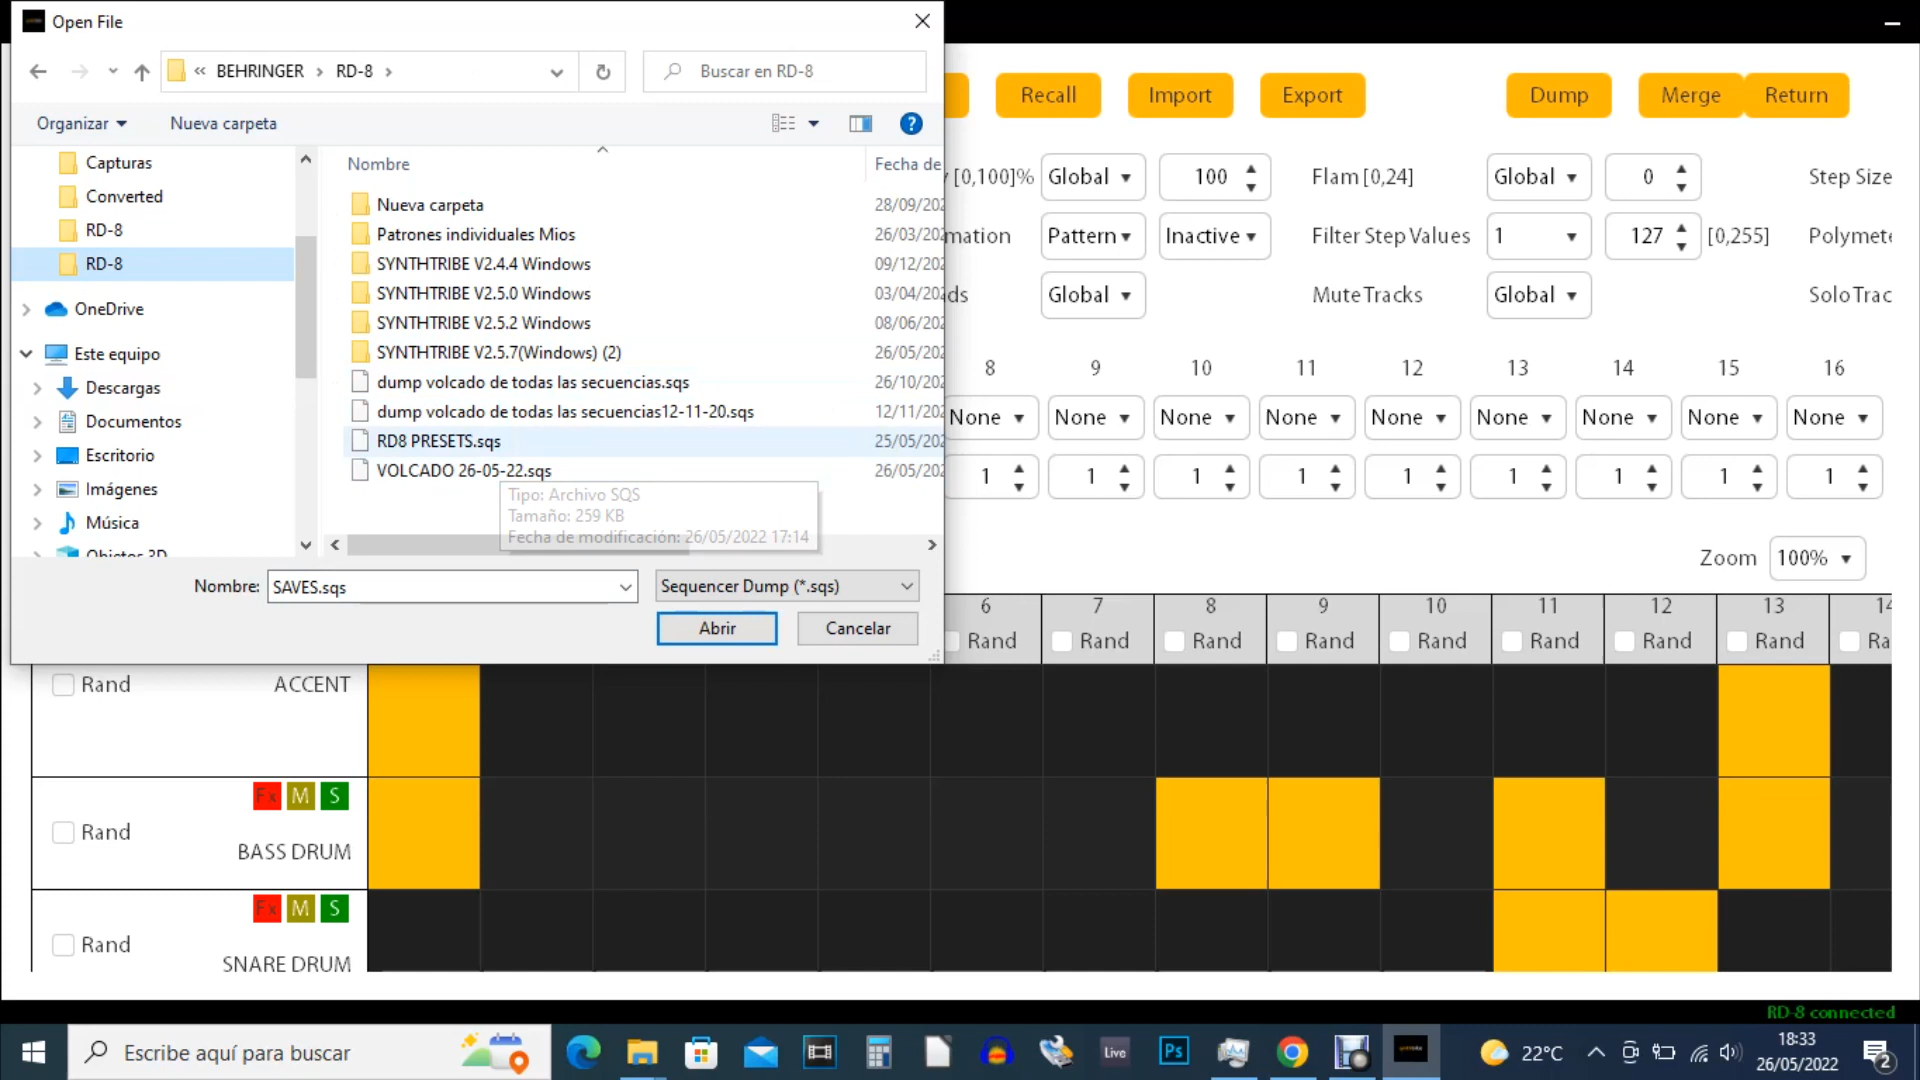 Open File
« BEHRINGER › RD-8 ›
Buscar en RD-8
Recall
Import
Export
Dump
Merge
Return
Organizar
Nueva carpeta
Nombre
Fecha de
Capturas
Converted
RD-8
RD-8
OneDrive
Este equipo
Descargas
Documentos
Escritorio
Imágenes
Música
Objetos 3D
Nueva carpeta 28/09/202
Patrones individuales Mios 26/03/202
SYNTHTRIBE V2.4.4 Windows 09/12/202
SYNTHTRIBE V2.5.0 Windows 03/04/202
SYNTHTRIBE V2.5.2 Windows 08/06/202
SYNTHTRIBE V2.5.7(Windows) (2) 26/05/202
dump volcado de todas las secuencias.sqs 26/10/202
dump volcado de todas las secuencias12-11-20.sqs 12/11/202
RD8 PRESETS.sqs 25/05/202
VOLCADO 26-05-22.sqs 26/05/202
Tipo: Archivo SQS
Tamaño: 259 KB
Fecha de modificación: 26/05/2022 17:14
Nombre: SAVES.sqs
Sequencer Dump (*.sqs)
Abrir
Cancelar
[0,100]% Global 100 Flam [0,24] Global 0 Step Size
mation Pattern Inactive Filter Step Values 1 127 [0,255] Polymete
ds Global Mute Tracks Global Solo Trac
8 9 10 11 12 13 14 15 16
None None None None None None None None None
1 1 1 1 1 1 1 1 1
Zoom 100%
6 7 8 9 10 11 12 13 14
Rand Rand Rand Rand Rand Rand Rand Rand Ra
Rand ACCENT
Fx M S
Rand
BASS DRUM
Fx M S
Rand
SNARE DRUM
RD-8 connected
Escribe aquí para buscar
Live
Ps
22°C
18:33
26/05/2022
2